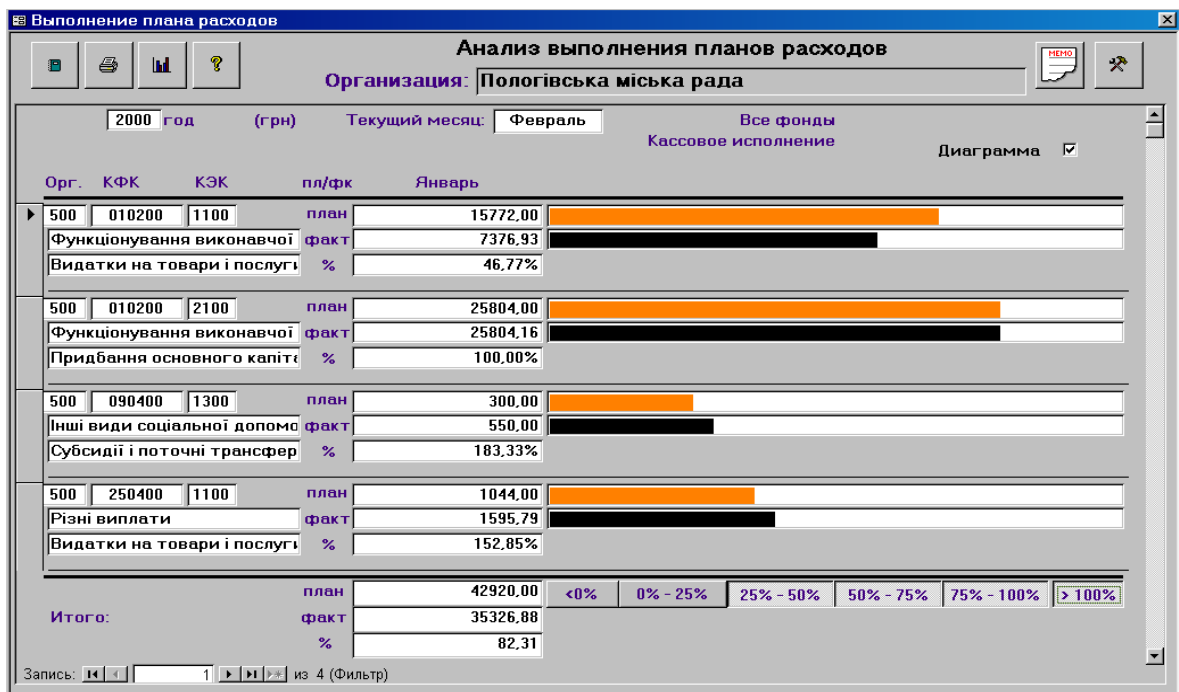 Выполнение плана расходов
Анализ выполнения планов расходов
MEMO
?
Организация: Пологівська міська рада
2000 год (грн) Текущий месяц: Февраль Все фонды
Кассовое исполнение
Диаграмма
Орг. КФК КЭК пл/фк Январь
500 010200 1100 план 15772,00
Функціонування виконавчої факт 7376,93
Видатки на товари і послуги % 46,77%
500 010200 2100 план 25804,00
Функціонування виконавчої факт 25804,16
Придбання основного капіта % 100,00%
500 090400 1300 план 300,00
Інші види соціальної допомо факт 550,00
Субсидії і поточні трансфер % 183,33%
500 250400 1100 план 1044,00
Різні виплати факт 1595,79
Видатки на товари і послуги % 152,85%
план 42920,00 <0% 0% - 25% 25% - 50% 50% - 75% 75% - 100% > 100%
Итого: факт 35326,88
% 82,31
Запись: 1 из 4 (Фильтр)